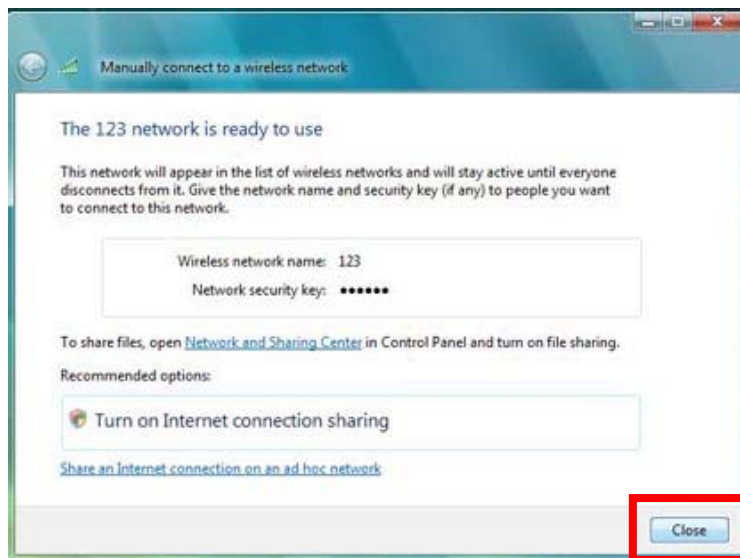 Manually connect to a wireless network
The 123 network is ready to use
This network will appear in the list of wireless networks and will stay active until everyone
disconnects from it. Give the network name and security key (if any) to people you want
to connect to this network.
Wireless network name: 123
Network security key: ●●●●●●
To share files, open Network and Sharing Center in Control Panel and turn on file sharing.
Recommended options:
Turn on Internet connection sharing
Share an Internet connection on an ad hoc network
Close